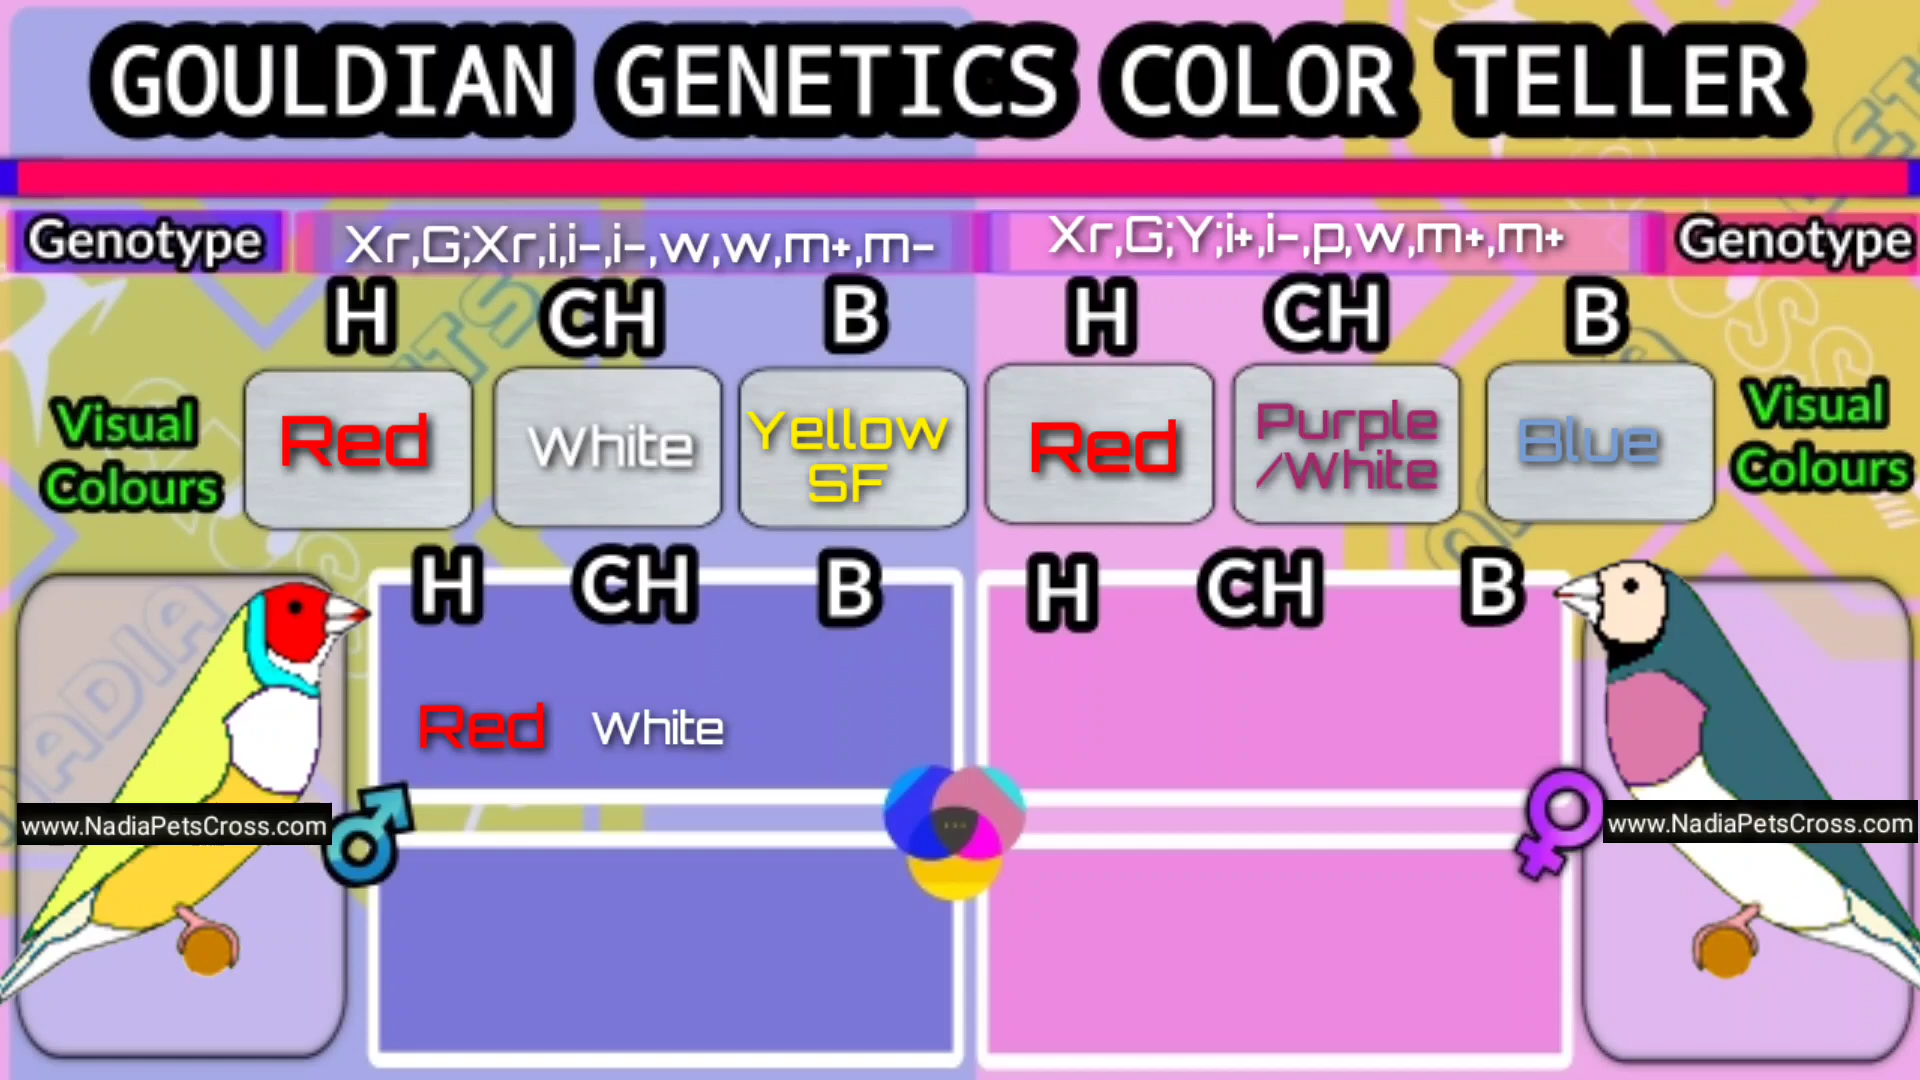 GOULDIAN GENETICS COLOR TELLER
Genotype
Xr,G;Xr,i,i-,i-,w,w,m+,m-
Xr,G;Y;i+,i-,p,w,m+,m+
Genotype
H
CH
B
H
CH
B
Visual
Colours
Red
White
Yellow
SF
Red
Purple
/White
Blue
Visual
Colours
H
CH
B
H
CH
B
Red
White
www.NadiaPetsCross.com
www.NadiaPetsCross.com